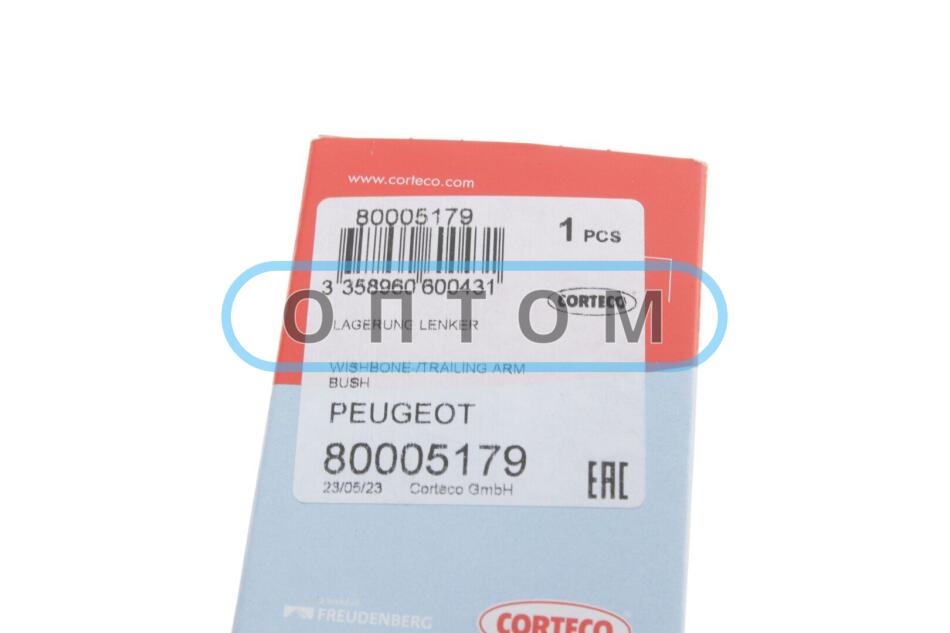 www.corteco.com
80005179
1 PCS
3 358960 600431
CORTECO
ОПТОМ
LAGERUNG LENKER
WISHBONE-/TRAILING ARM
BUSH
PEUGEOT
80005179
23/05/23 Corteco GmbH
EAC
FREUDENBERG
CORTECO